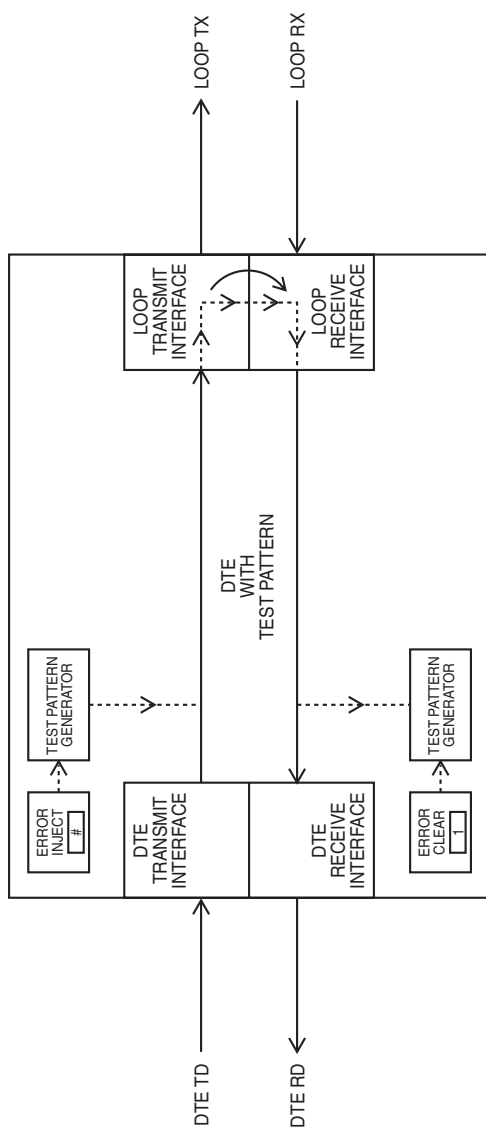 ERROR
INJECT
#
TEST PATTERN
GENERATOR
DTE TD
DTE
TRANSMIT
INTERFACE
LOOP
TRANSMIT
INTERFACE
LOOP TX
DTE
WITH
TEST PATTERN
DTE RD
DTE
RECEIVE
INTERFACE
LOOP
RECEIVE
INTERFACE
LOOP RX
ERROR
CLEAR
1
TEST PATTERN
GENERATOR